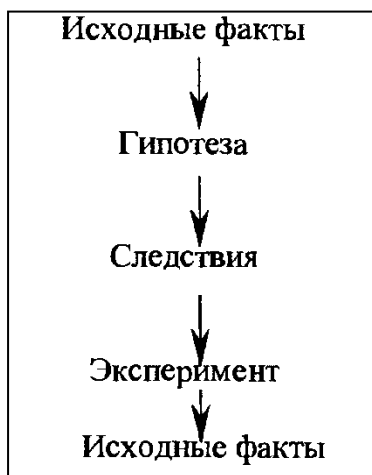 Исходные факты
Гипотеза
Следствия
Эксперимент
Исходные факты